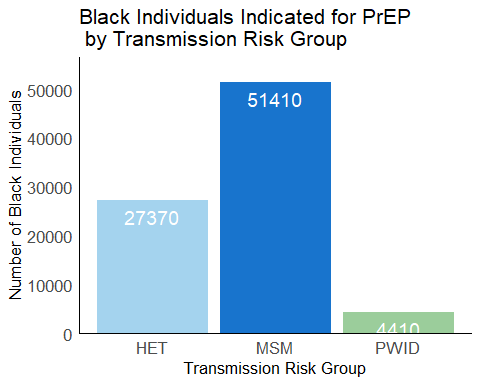 Black Individuals Indicated for PrEP
by Transmission Risk Group
Number of Black Individuals
50000
40000
30000
20000
10000
0
27370
51410
4410
HET
MSM
PWID
Transmission Risk Group